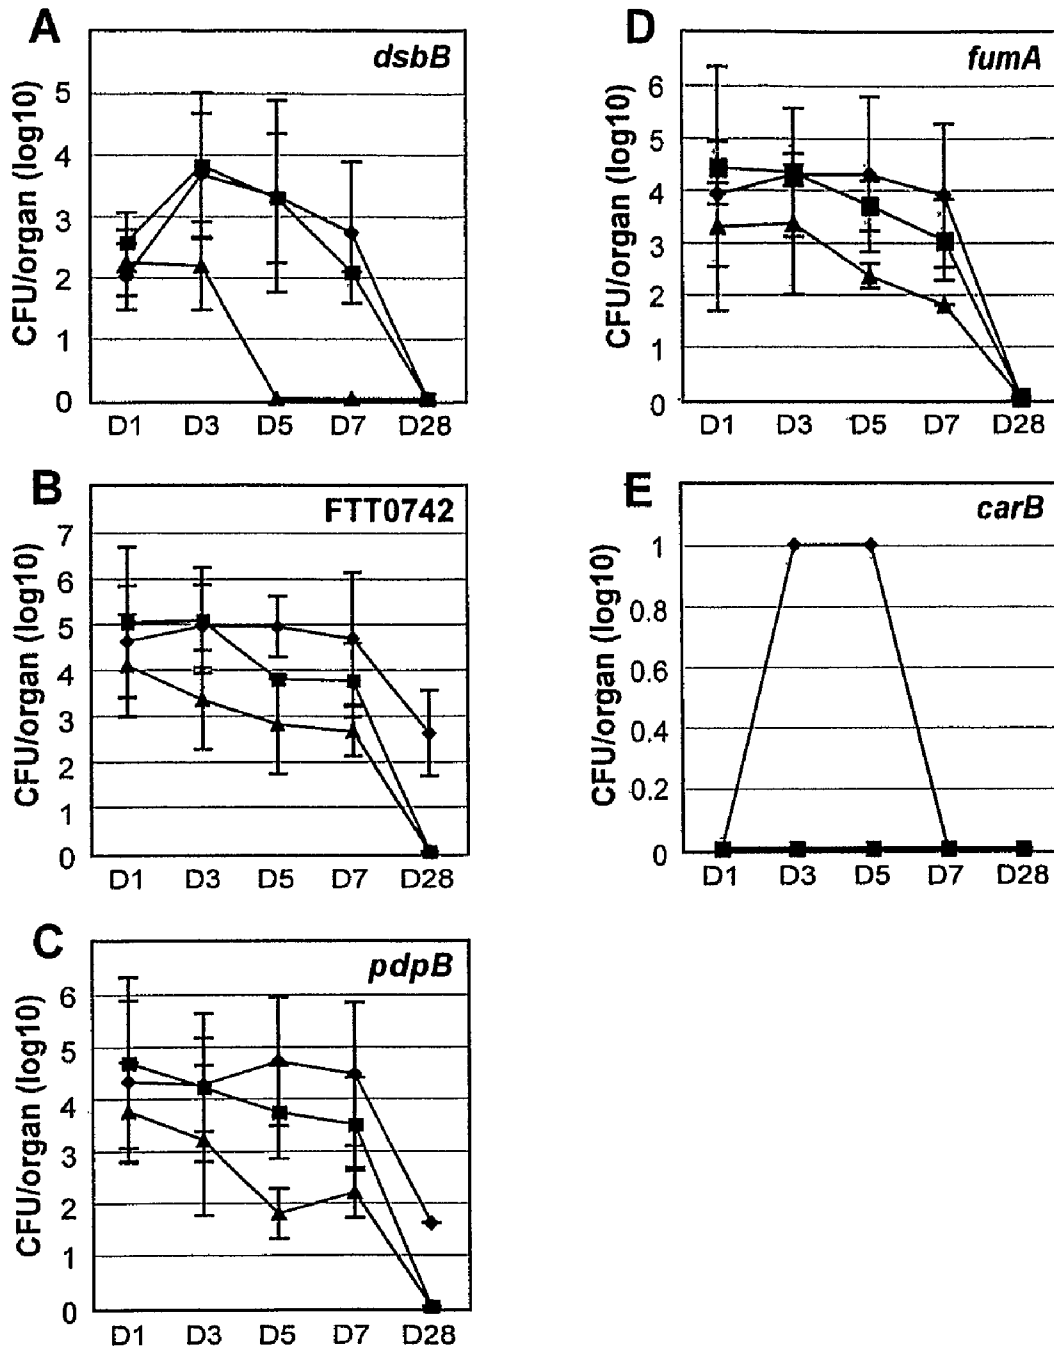 A
dsbB
CFU/organ (log10)
5
4
3
2
1
0
D1 D3 D5 D7 D28
B
FTT0742
CFU/organ (log10)
7
6
5
4
3
2
1
0
D1 D3 D5 D7 D28
C
pdpB
CFU/organ (log10)
6
5
4
3
2
1
0
D1 D3 D5 D7 D28
D
fumA
CFU/organ (log10)
6
5
4
3
2
1
0
D1 D3 D5 D7 D28
E
carB
CFU/organ (log10)
1
0.8
0.6
0.4
0.2
0
D1 D3 D5 D7 D28